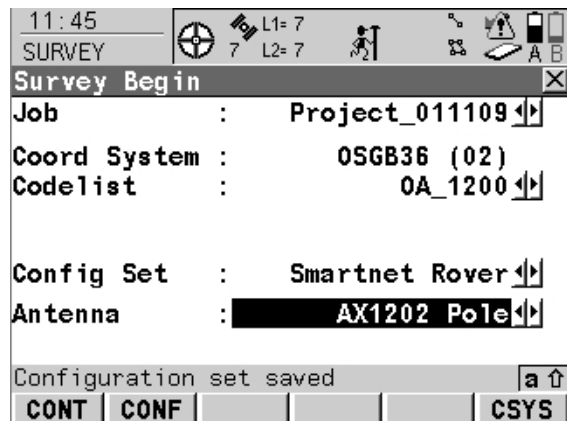 11:45
SURVEY
7 L1= 7
L2= 7
A B
Survey Begin
Job : Project_011109
Coord System : OSGB36 (02)
Codelist : OA_1200
Config Set : Smartnet Rover
Antenna : AX1202 Pole
Configuration set saved a
CONT CONF CSYS